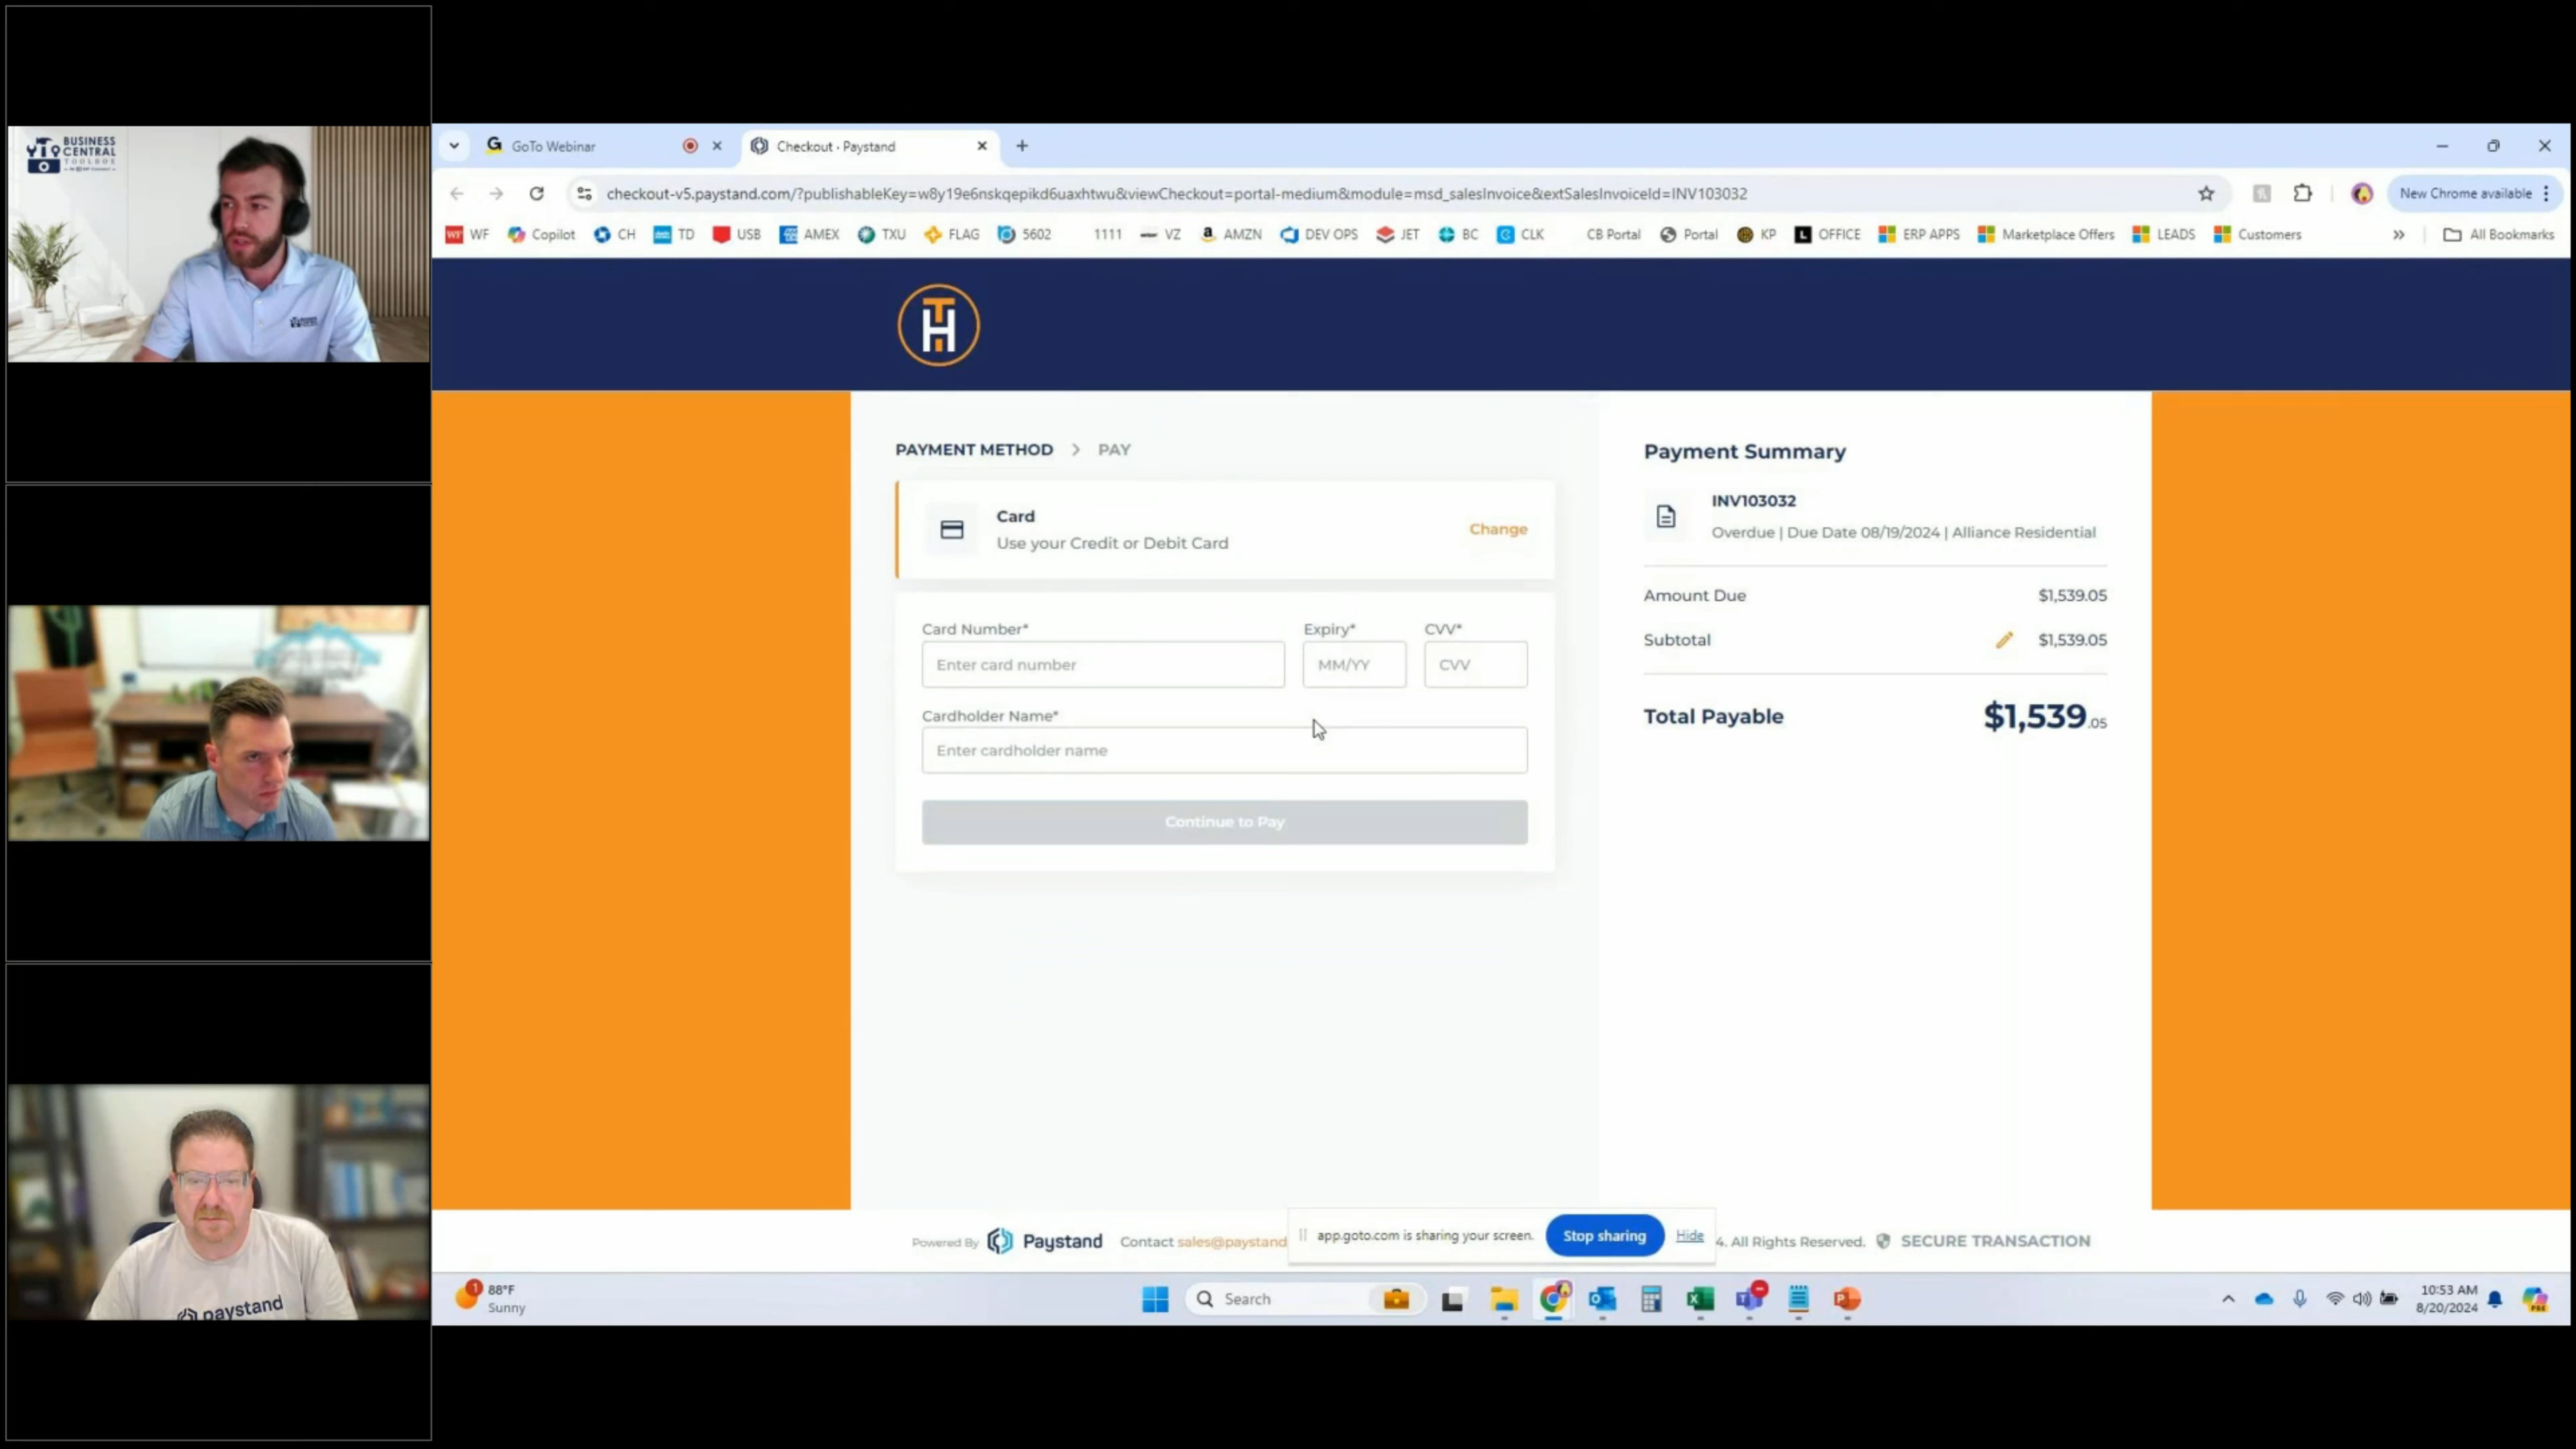 BUSINESS
CENTRAL
TOOLBOX
GoTo Webinar
Checkout · Paystand
checkout-v5.paystand.com/?publishableKey=w8y19e6nskqepikd6uaxhtwu&viewCheckout=portal-medium&module=msd_salesInvoice&extSalesInvoiceId=INV103032
New Chrome available
WF Copilot CH TD USB AMEX TXU FLAG 5602 1111 VZ AMZN DEV OPS JET BC CLK CB Portal Portal KP OFFICE ERP APPS Marketplace Offers LEADS Customers » All Bookmarks
TH
PAYMENT METHOD > PAY
Card
Use your Credit or Debit Card
Change
Card Number*
Expiry*
CVV*
Enter card number
MM/YY
CVV
Cardholder Name*
Enter cardholder name
Continue to Pay
Payment Summary
INV103032
Overdue | Due Date 08/19/2024 | Alliance Residential
Amount Due $1,539.05
Subtotal $1,539.05
Total Payable $1,539.05
Powered By Paystand Contact sales@paystand
app.goto.com is sharing your screen. Stop sharing Hide
4. All Rights Reserved. SECURE TRANSACTION
paystand
1
88°F
Sunny
Search
10:53 AM
8/20/2024
PRE